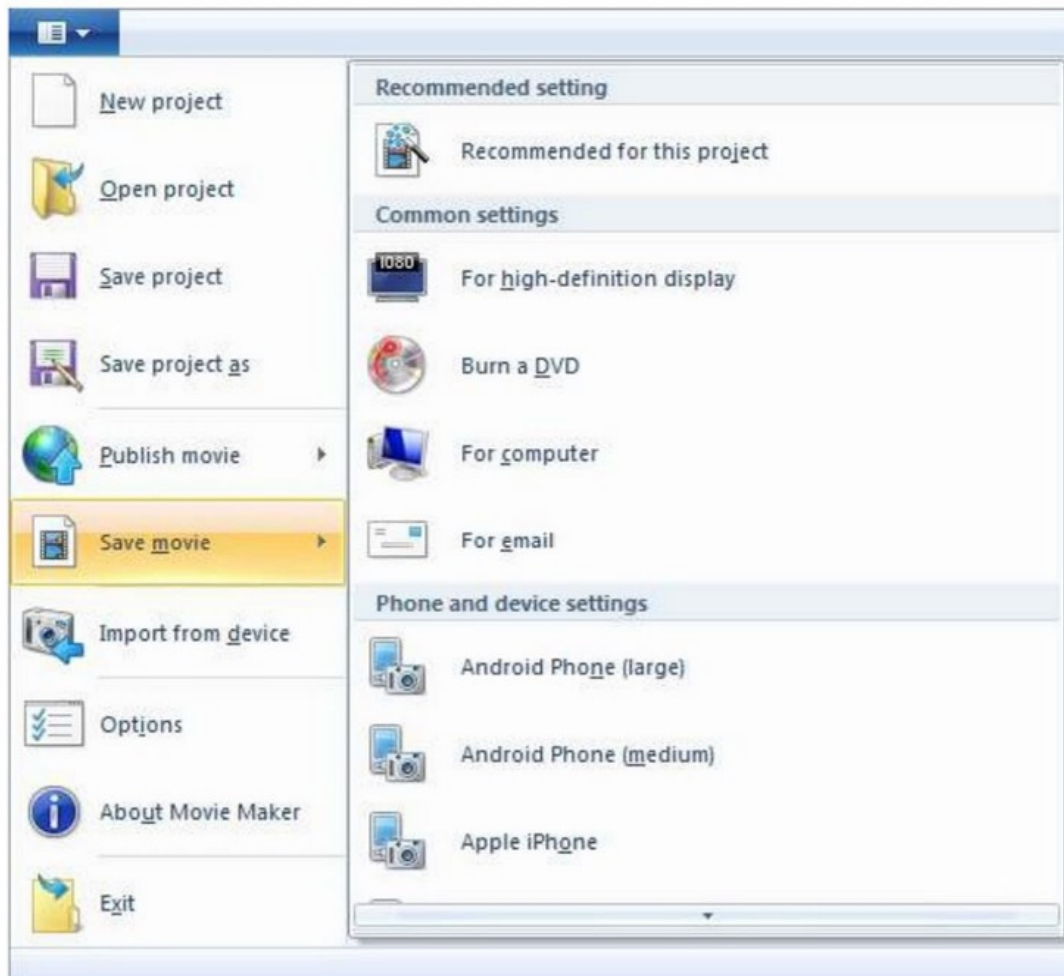 New project
Open project
Save project
Save project as
Publish movie
Save movie
Import from device
Options
About Movie Maker
Exit
Recommended setting
Recommended for this project
Common settings
1080
For high-definition display
Burn a DVD
For computer
For email
Phone and device settings
Android Phone (large)
Android Phone (medium)
Apple iPhone